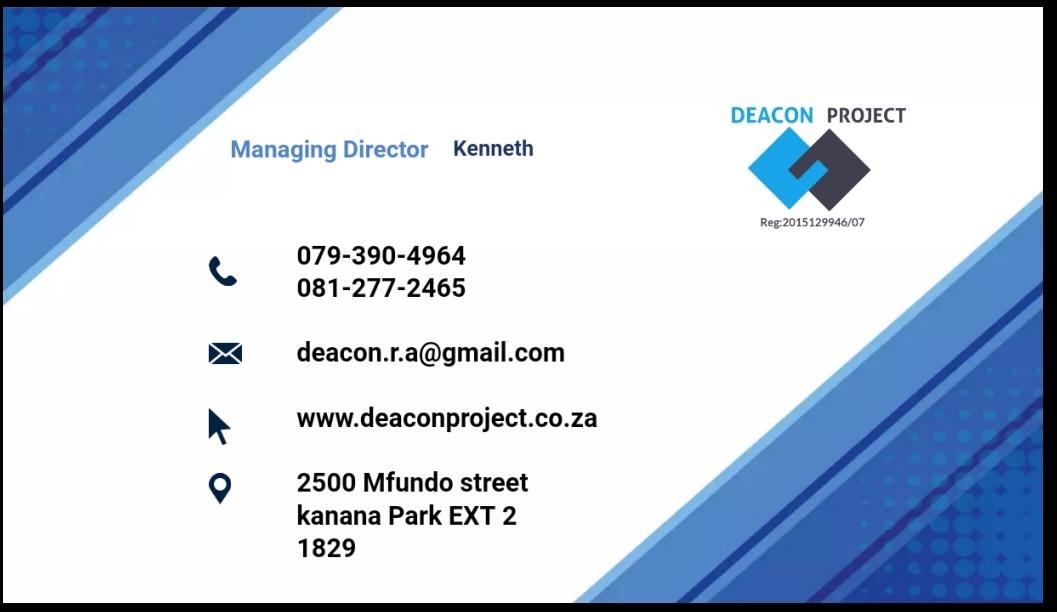 DEACON PROJECT
Managing Director Kenneth
Reg:2015129946/07
079-390-4964
081-277-2465
deacon.r.a@gmail.com
www.deaconproject.co.za
2500 Mfundo street
kanana Park EXT 2
1829